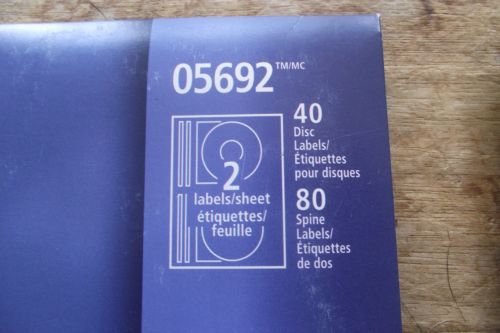 05692 TM/MC
40
Disc
Labels/
Étiquettes
pour disques
2
labels/sheet
étiquettes/
feuille
80
Spine
Labels/
Étiquettes
de dos